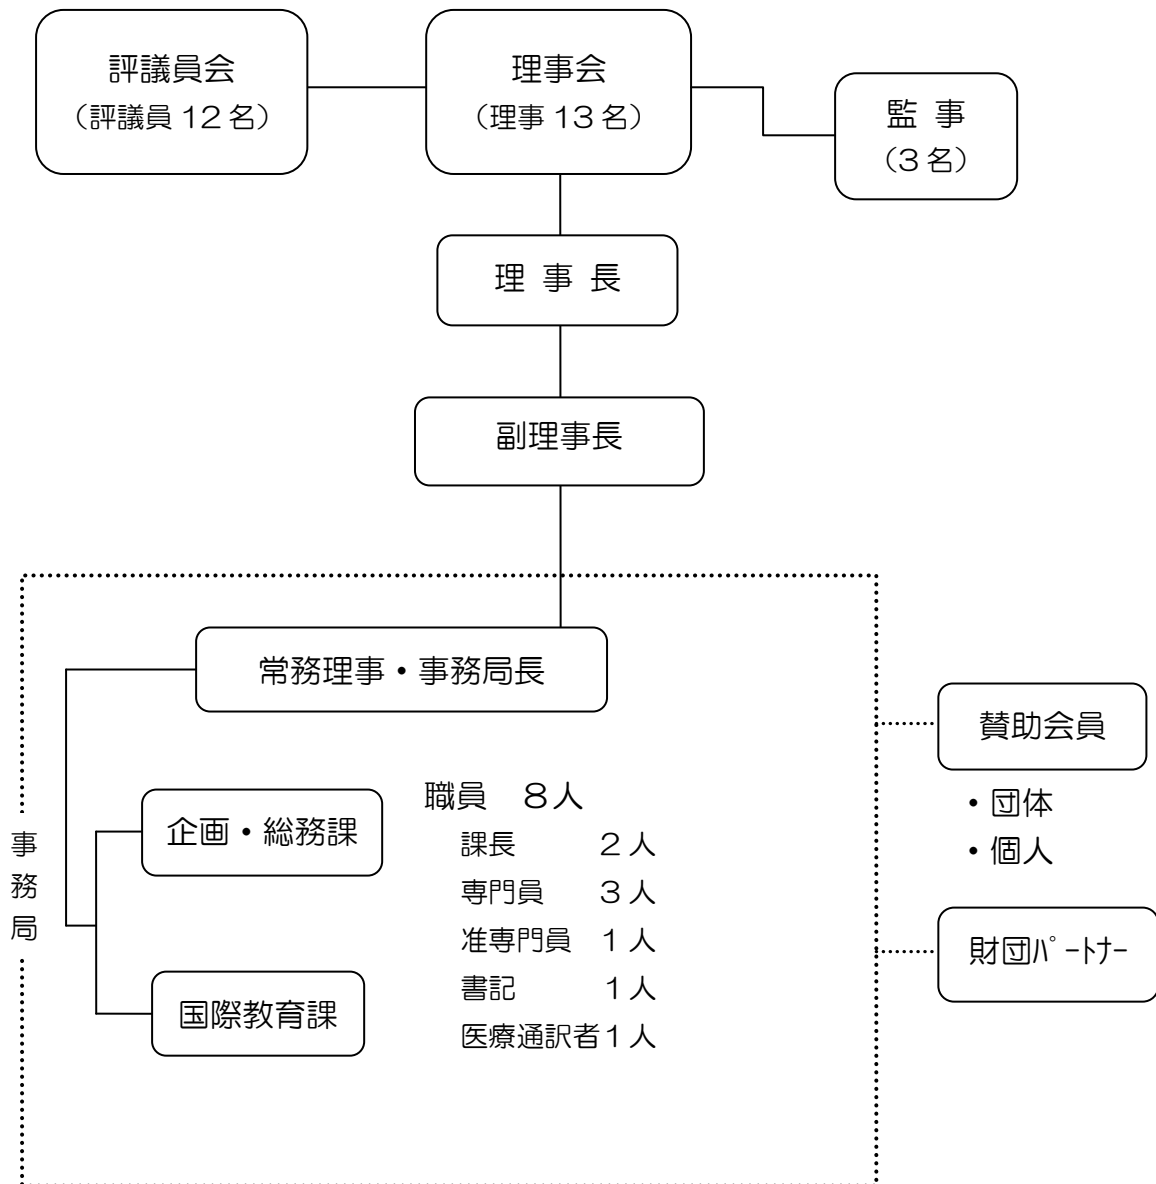 評議員会
（評議員 12 名）
理事会
（理事 13 名）
監 事
（3 名）
理 事 長
副理事長
常務理事・事務局長
企画・総務課
国際教育課
事務局
職員　8人
課長　2 人
専門員　3 人
准専門員　1 人
書記　1 人
医療通訳者 1 人
賛助会員
・団体
・個人
財団ﾊﾟｰﾄﾅｰ